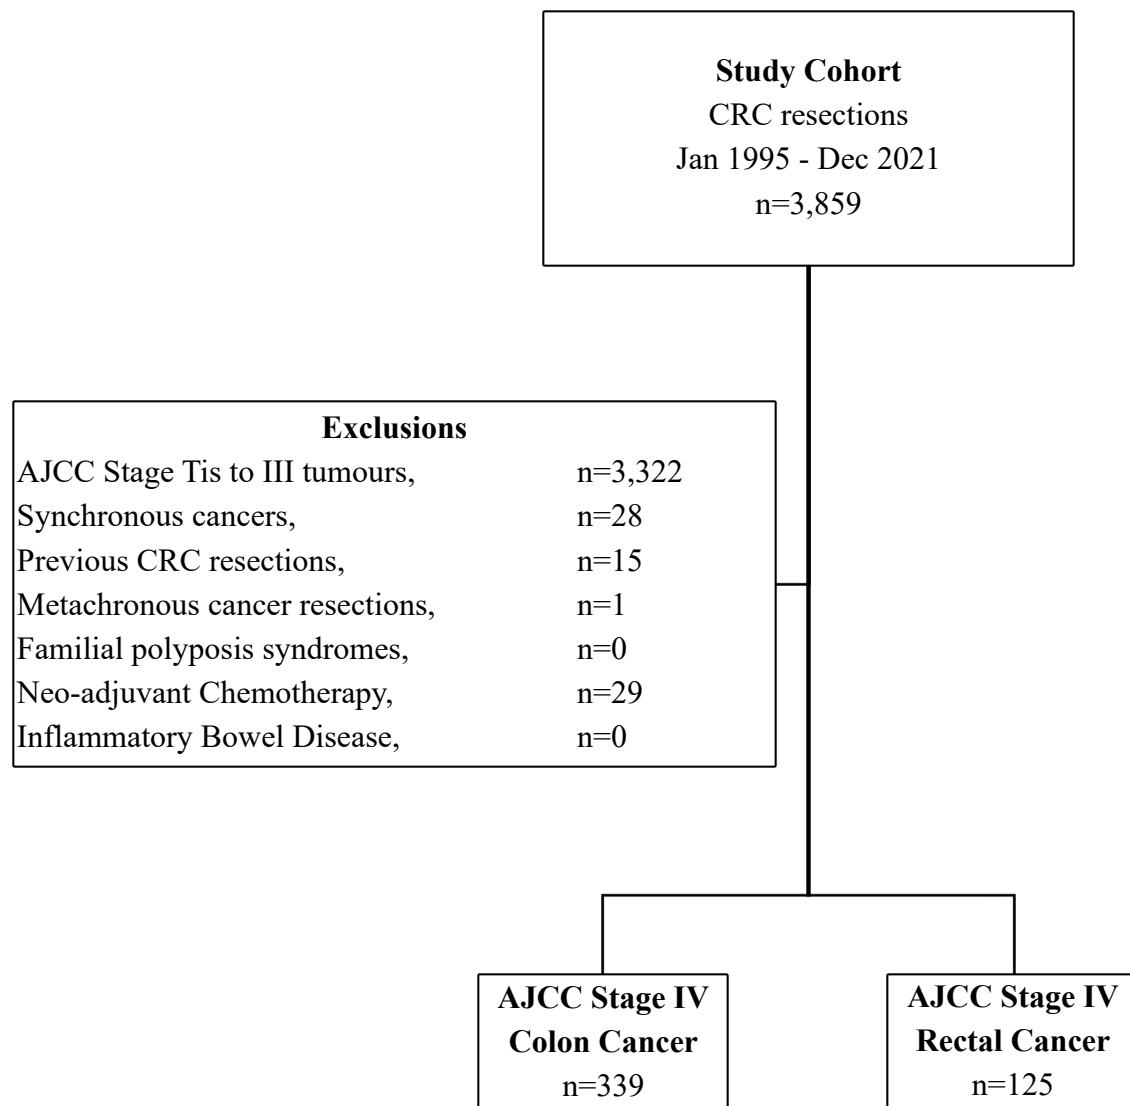 Study Cohort
CRC resections
Jan 1995 - Dec 2021
n=3,859
Exclusions
AJCC Stage Tis to III tumours, n=3,322
Synchronous cancers, n=28
Previous CRC resections, n=15
Metachronous cancer resections, n=1
Familial polyposis syndromes, n=0
Neo-adjuvant Chemotherapy, n=29
Inflammatory Bowel Disease, n=0
AJCC Stage IV
Colon Cancer
n=339
AJCC Stage IV
Rectal Cancer
n=125